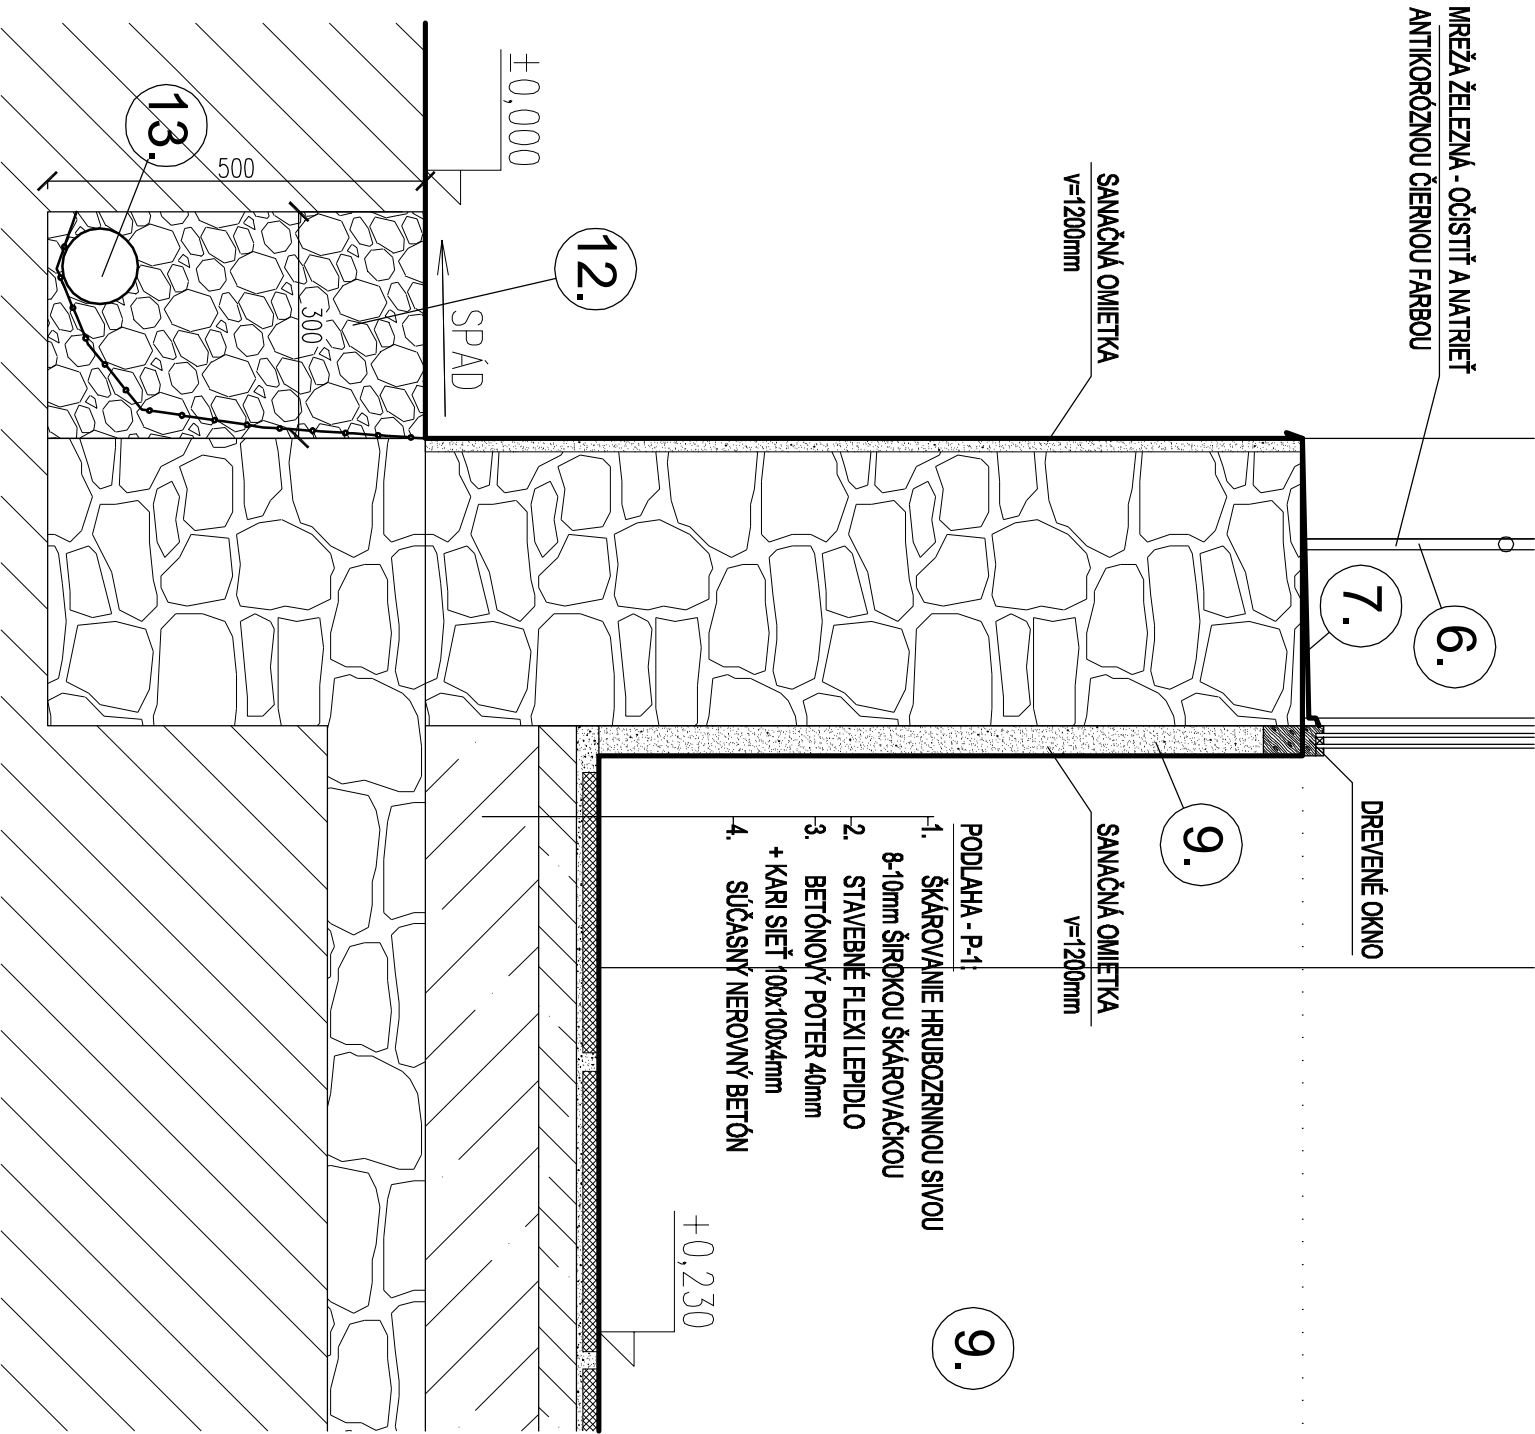 MREŽA ŽELEZNÁ - OČISTIŤ A NATRIEŤ
ANTIKORÓZNOU ČIERNOU FARBOU
6.
7.
DREVENÉ OKNO
SANAČNÁ OMIETKA
v=1200mm
9.
SANAČNÁ OMIETKA
v=1200mm
PODLAHA - P-1:
1. ŠKÁROVANIE HRUBOZRNNOU SIVOU
8-10mm ŠIROKOU ŠKÁROVAČKOU
2. STAVEBNÉ FLEXI LEPIDLO
3. BETÓNOVÝ POTER 40mm
+ KARI SIEŤ 100x100x4mm
4. SÚČASNÝ NEROVNÝ BETÓN
9.
+0,230
±0,000
12.
SPÁD
300
500
13.